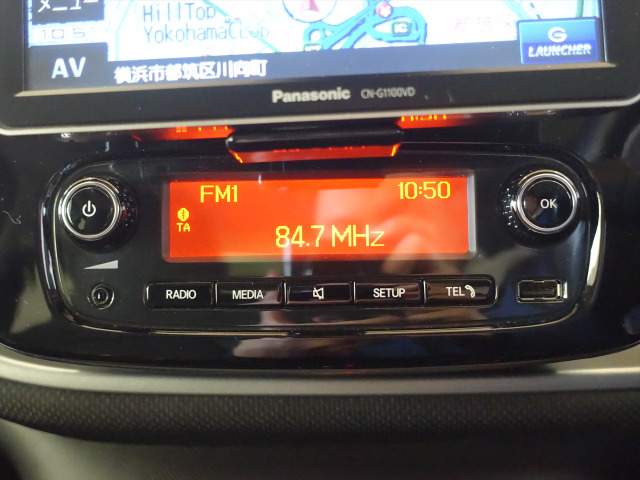 メニュー
HillTop
YokohamaClub
G
LAUNCHER
AV
横浜市都筑区川向町
Panasonic CN-G1100VD
FM1 10:50
TA
84.7 MHz
OK
RADIO MEDIA SETUP TEL